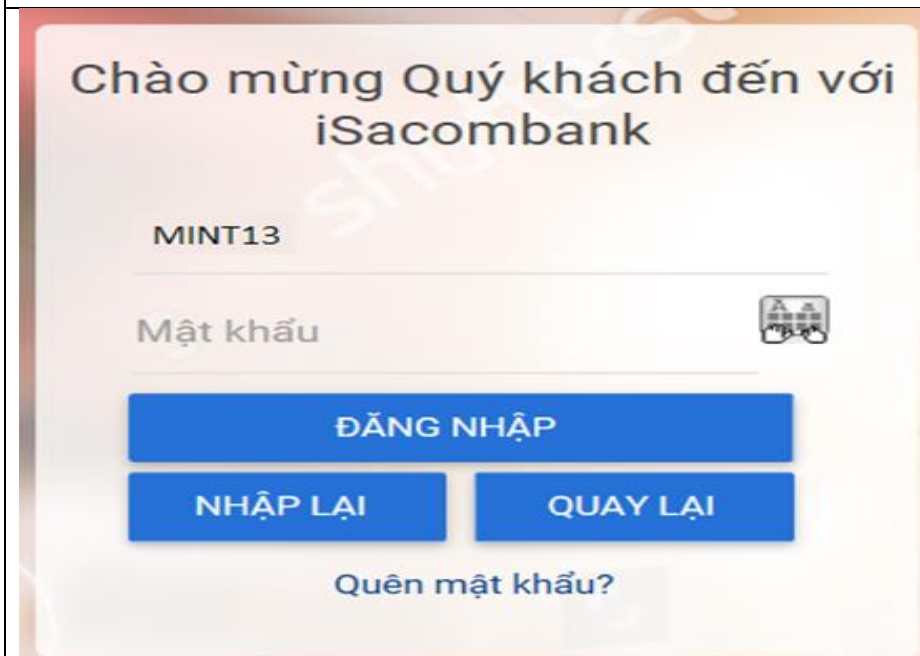 Chào mừng Quý khách đến với
iSacombank
MINT13
Mật khẩu
ĐĂNG NHẬP
NHẬP LẠI
QUAY LẠI
Quên mật khẩu?